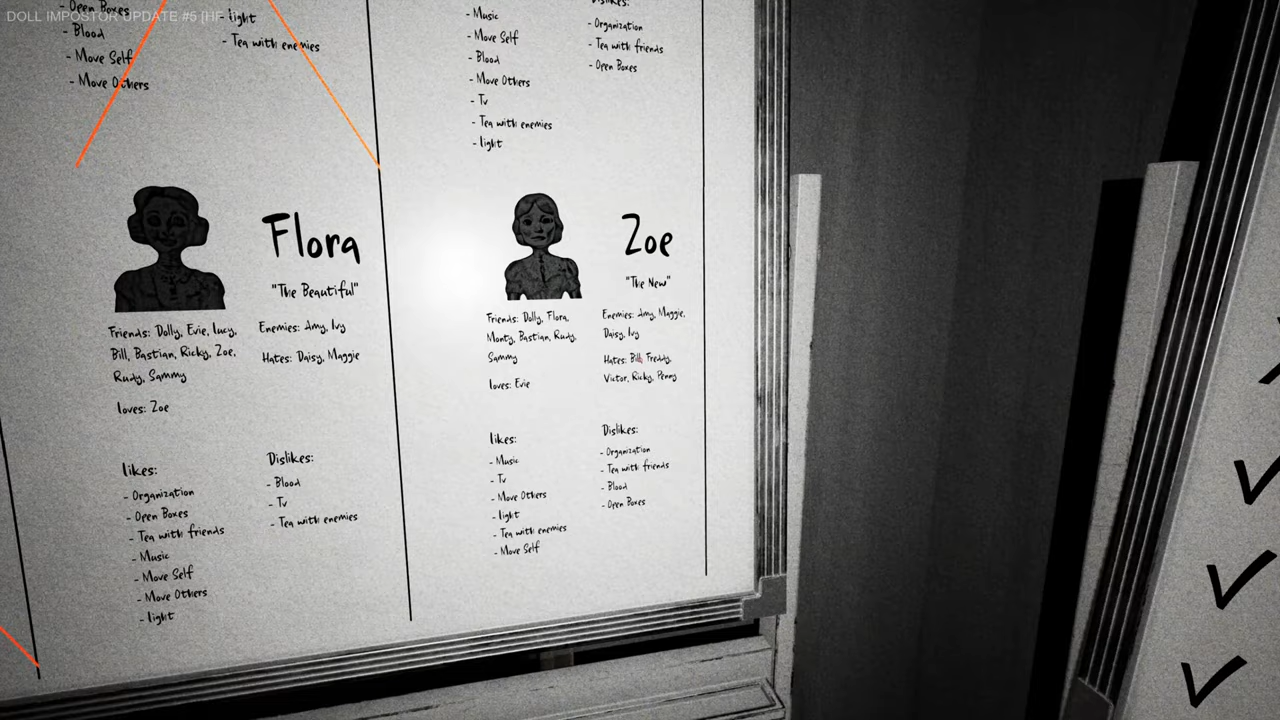 DOLL IMPOSTOR UPDATE #5 [HF
- Open Boxes
- Blood
- Move Self
- Move Others
- light
- Tea with enemies
- Music
- Move Self
- Blood
- Move Others
- Tv
- Tea with enemies
- light
Dislikes:
- Organization
- Tea with friends
- Open Boxes
Flora
"The Beautiful"
Friends: Dolly, Evie, Lucy,
Bill, Bastian, Ricky, Zoe,
Rudy, Sammy
loves: Zoe
Enemies: Amy, Ivy
Hates: Daisy, Maggie
likes:
- Organization
- Open Boxes
- Tea with friends
- Music
- Move Self
- Move Others
- light
Dislikes:
- Blood
- Tv
- Tea with enemies
Zoe
"The New"
Friends: Dolly, Flora,
Monty, Bastian, Rudy,
Sammy
loves: Evie
Enemies: Amy, Maggie,
Daisy, Ivy
Hates: Bill, Freddy,
Victor, Ricky, Penny
likes:
- Music
- Tv
- Move Others
- light
- Tea with enemies
- Move Self
Dislikes:
- Organization
- Tea with friends
- Blood
- Open Boxes